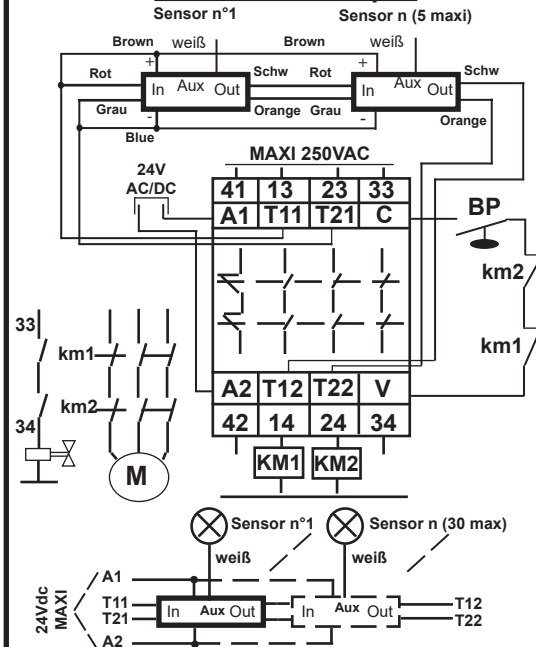 Sensor n°1
Sensor n (5 maxi)
Brown
weiß
Brown
weiß
+
+
Rot
In
Aux
Out
Schw
Rot
In
Aux
Out
Schw
Grau
-
Orange
Grau
-
Orange
Blue
24V
AC/DC
MAXI 250VAC
41 13 23 33
A1 T11 T21 C
BP
km2
km1
33
km1
km2
34
M
A2 T12 T22 V
42 14 24 34
KM1
KM2
Sensor n°1
Sensor n (30 max)
weiß
weiß
24Vdc
MAXI
A1
T11
T21
A2
In
Aux
Out
In
Aux
Out
T12
T22